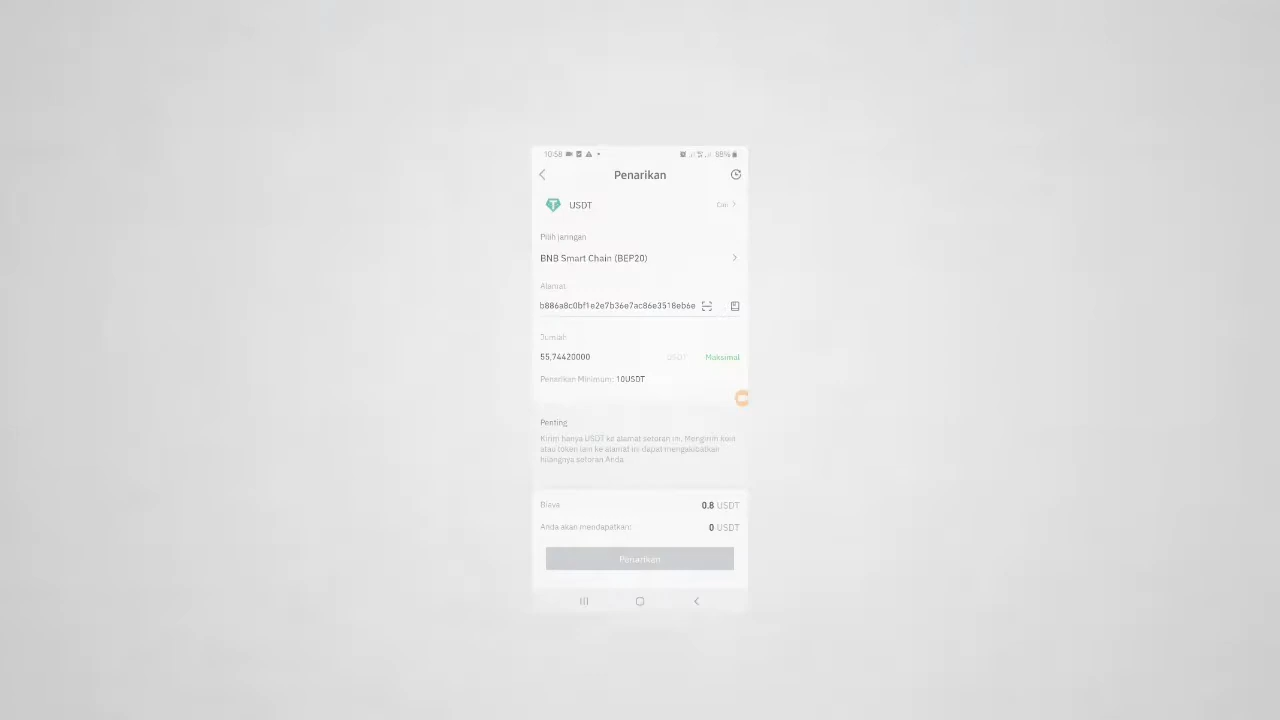 10:58 88%
Penarikan
USDT Cari
Pilih jaringan
BNB Smart Chain (BEP20)
Alamat
b886a8c0bf1e2e7b36e7ac86e3518eb6e
Jumlah
55,74420000 USDT Maksimal
Penarikan Minimum: 10USDT
Penting
Kirim hanya USDT ke alamat setoran ini. Mengirim koin
atau token lain ke alamat ini dapat mengakibatkan
hilangnya setoran Anda.
Biaya 0.8 USDT
Anda akan mendapatkan: 0 USDT
Penarikan